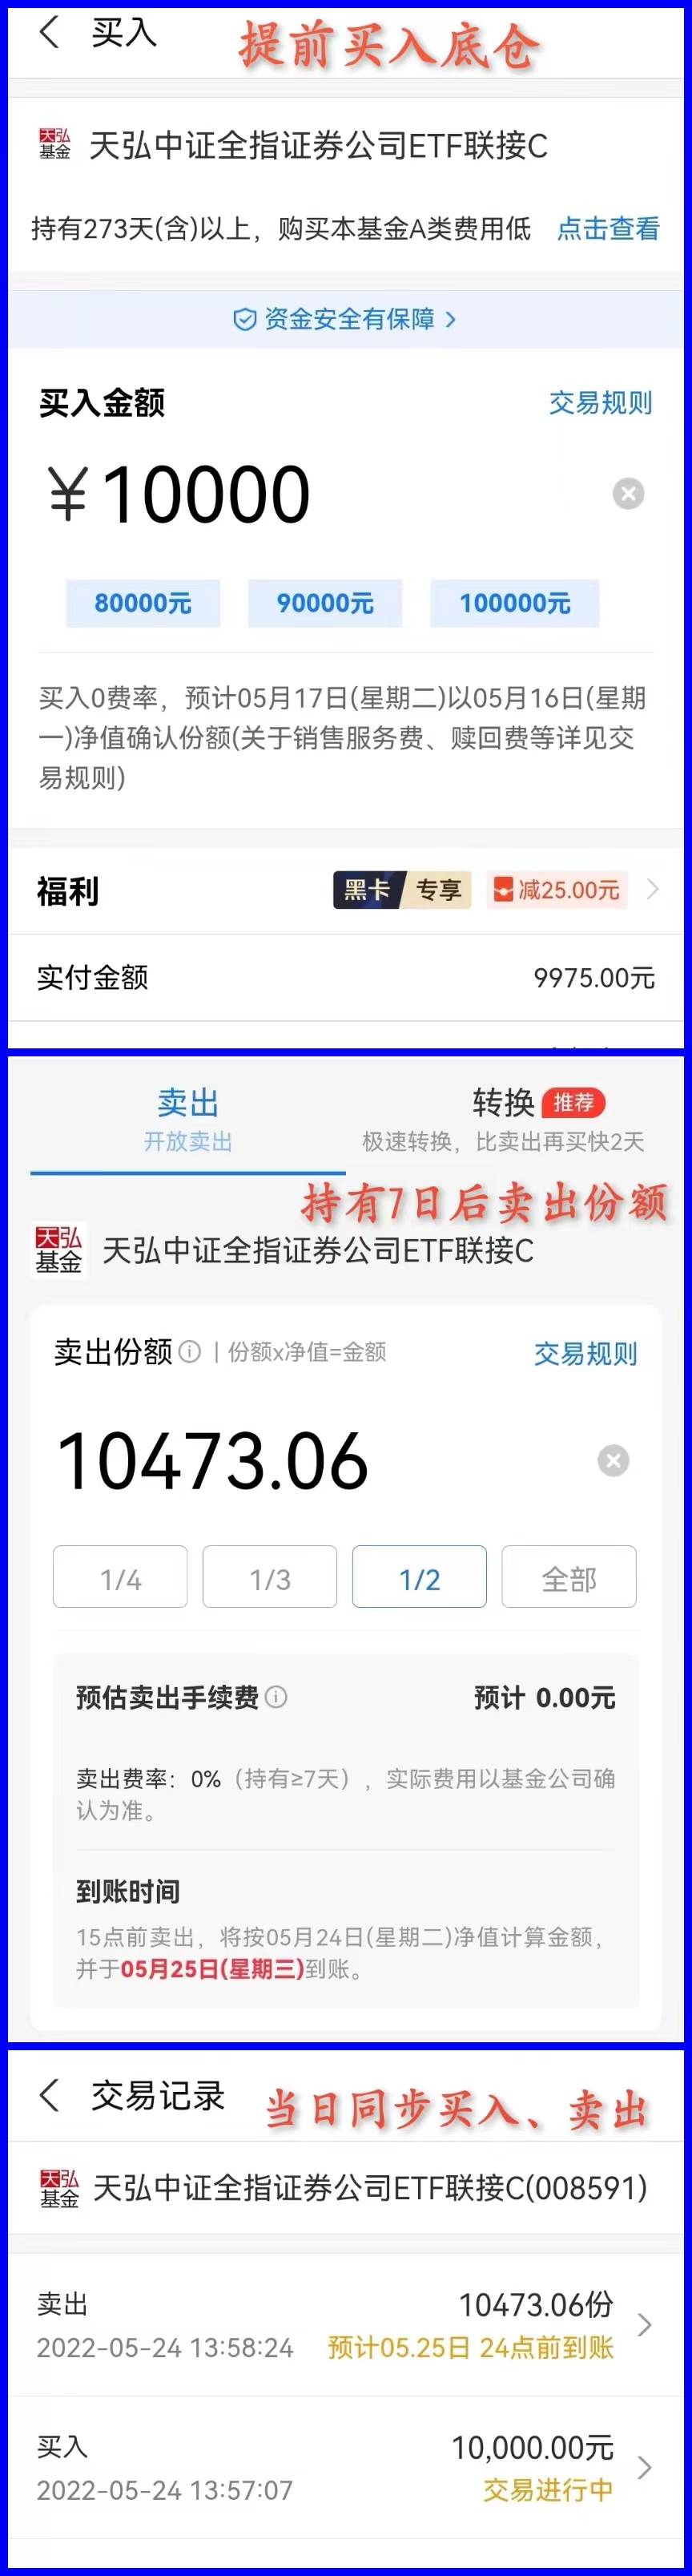 买入
提前买入底仓
天弘基金
天弘中证全指证券公司ETF联接C
持有273天(含)以上，购买本基金A类费用低 点击查看
资金安全有保障
买入金额 交易规则
￥10000
80000元 90000元 100000元
买入0费率，预计05月17日(星期二)以05月16日(星期
一)净值确认份额(关于销售服务费、赎回费等详见交
易规则)
福利 黑卡 专享 减25.00元
实付金额 9975.00元
卖出 转换 推荐
开放卖出 极速转换，比卖出再买快2天
持有7日后卖出份额
天弘基金
天弘中证全指证券公司ETF联接C
卖出份额 | 份额x净值=金额 交易规则
10473.06
1/4 1/3 1/2 全部
预估卖出手续费 预计 0.00元
卖出费率：0%（持有≥7天），实际费用以基金公司确
认为准。
到账时间
15点前卖出，将按05月24日(星期二)净值计算金额，
并于05月25日(星期三)到账。
交易记录
当日同步买入、卖出
天弘基金
天弘中证全指证券公司ETF联接C(008591)
卖出 10473.06份
2022-05-24 13:58:24 预计05.25日 24点前到账
买入 10,000.00元
2022-05-24 13:57:07 交易进行中